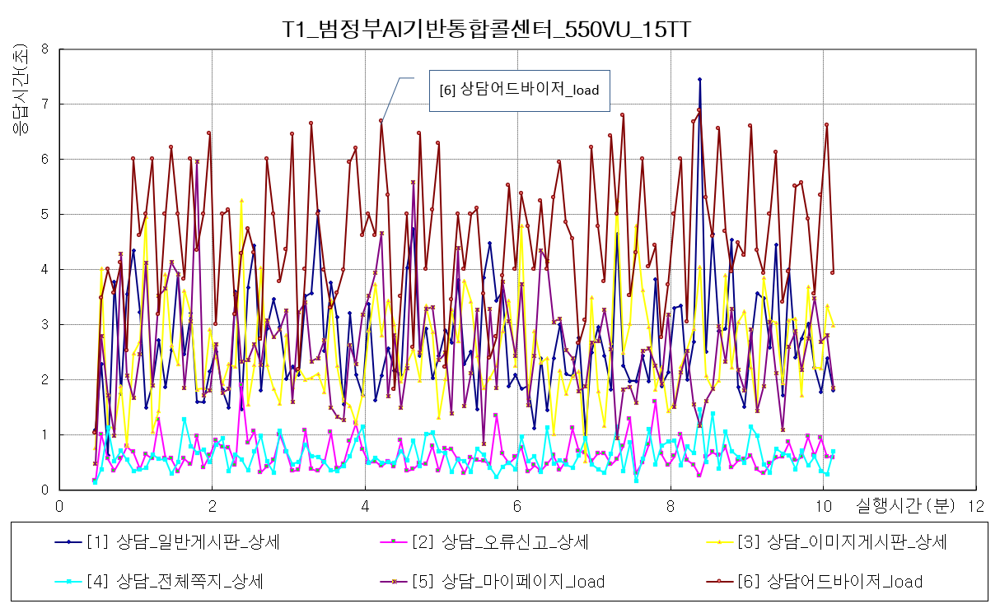 T1_범정부AI기반통합콜센터_550VU_15TT
응답시간(초)
8
[6] 상담어드바이저_load
7
6
5
4
3
2
1
0
0 2 4 6 8 10 실행시간 (분) 12
[1] 상담_일반게시판_상세 [2] 상담_오류신고_상세 [3] 상담_이미지게시판_상세
[4] 상담_전체쪽지_상세 [5] 상담_마이페이지_load [6] 상담어드바이저_load